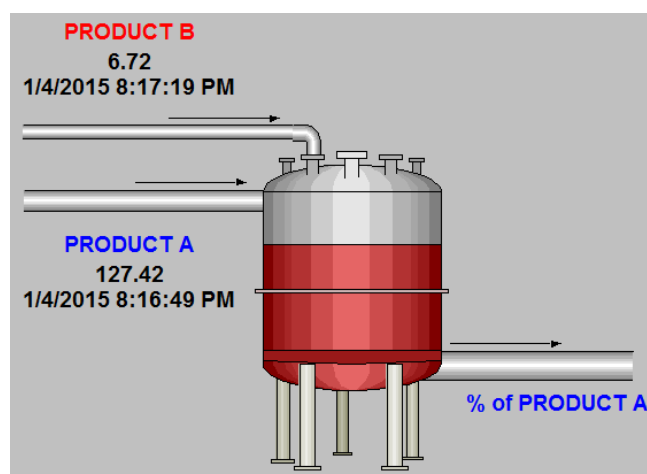 PRODUCT B
6.72
1/4/2015 8:17:19 PM
PRODUCT A
127.42
1/4/2015 8:16:49 PM
% of PRODUCT A